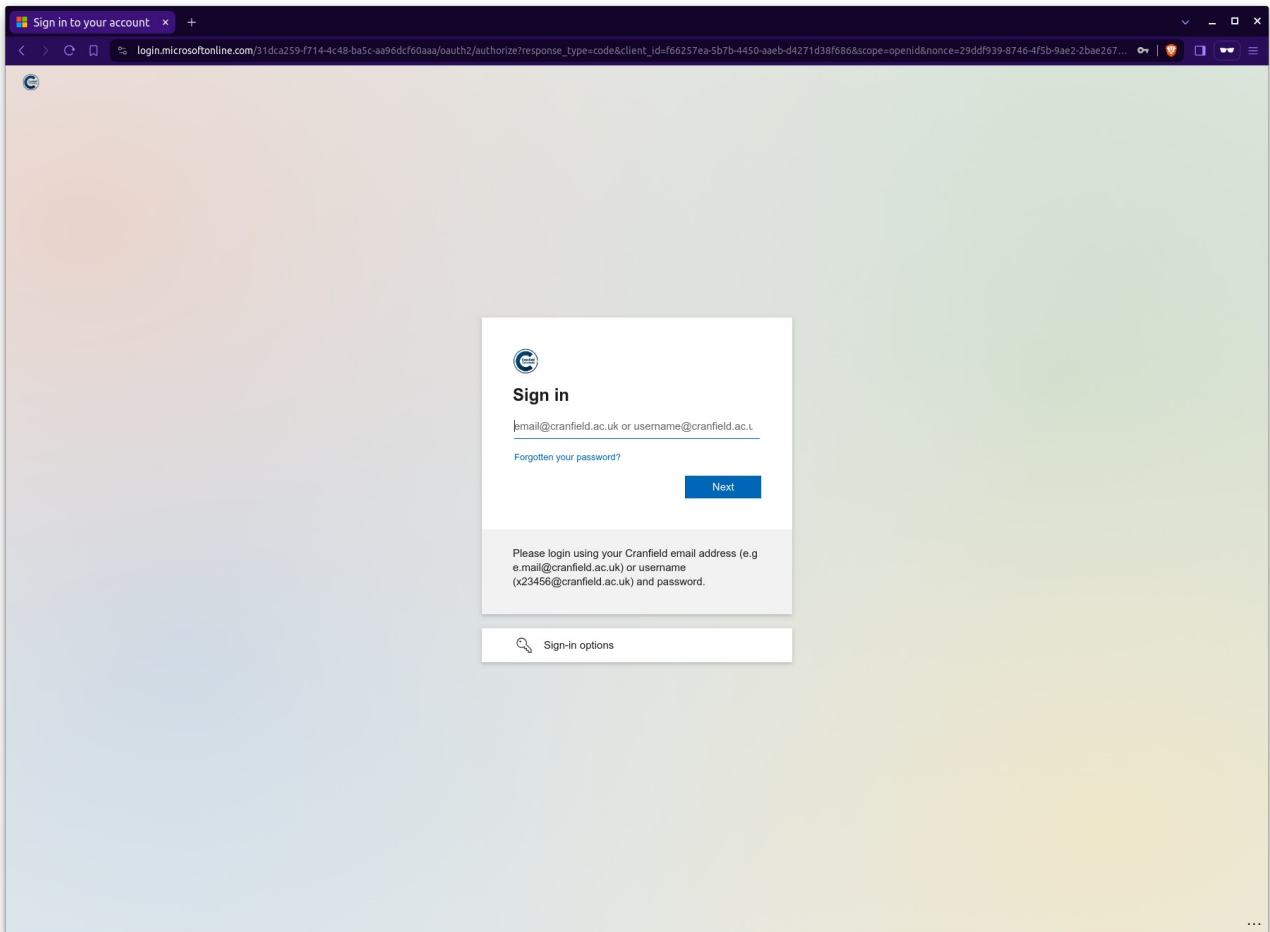 Sign in to your account
login.microsoftonline.com/31dca259-f714-4c48-ba5c-aa96dcf60aaa/oauth2/authorize?response_type=code&client_id=f66257ea-5b7b-4450-aaeb-d4271d38f686&scope=openid&nonce=29ddf939-8746-4f5b-9ae2-2bae267...
Sign in
email@cranfield.ac.uk or username@cranfield.ac.u
Forgotten your password?
Next
Please login using your Cranfield email address (e.g
e.mail@cranfield.ac.uk) or username
(x23456@cranfield.ac.uk) and password.
Sign-in options